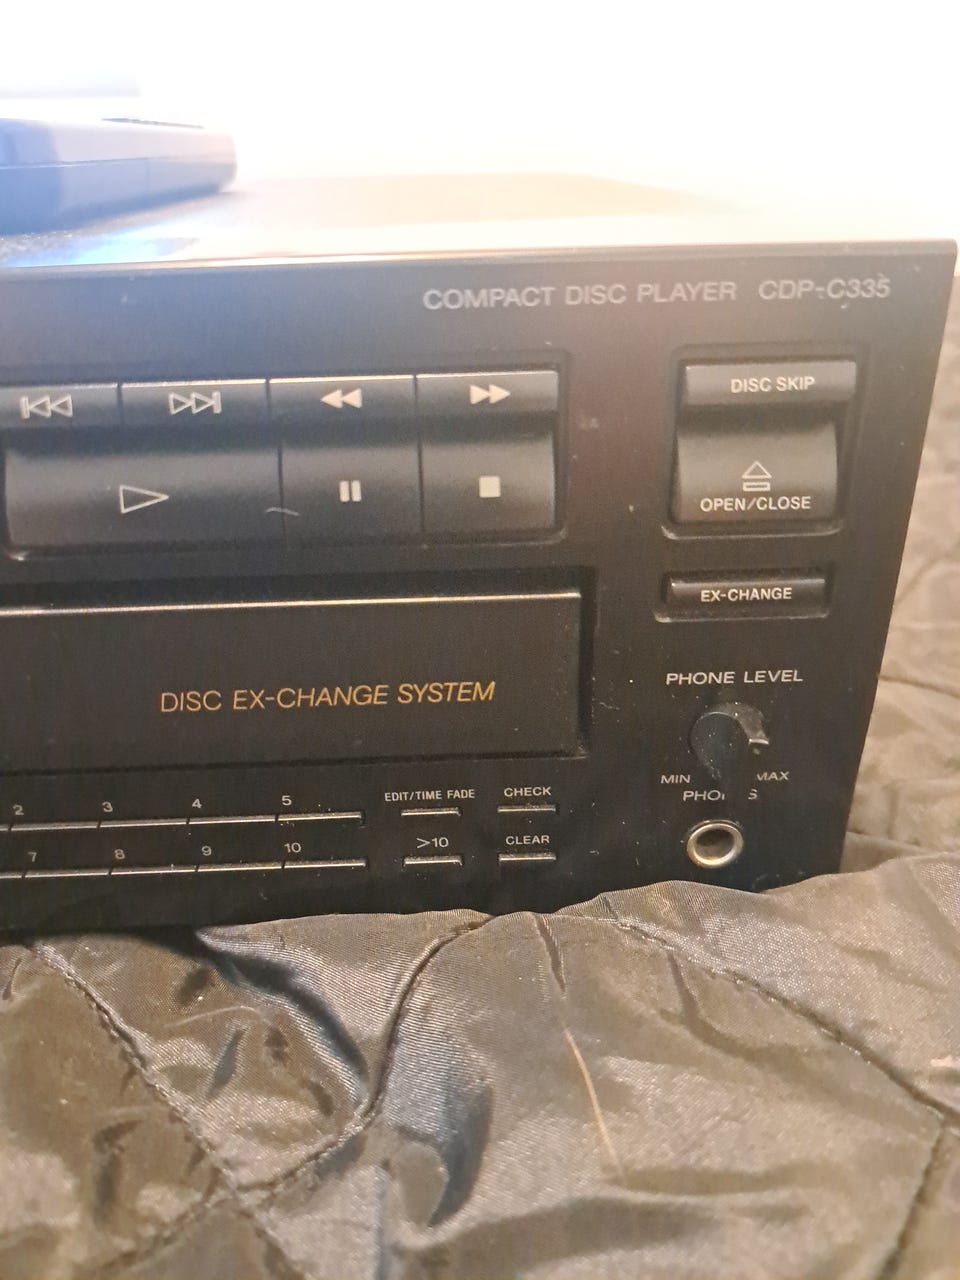 COMPACT DISC PLAYER CDP-C335
DISC SKIP
OPEN/CLOSE
EX-CHANGE
DISC EX-CHANGE SYSTEM
PHONE LEVEL
MIN MAX
2 3 4 5
EDIT/TIME FADE CHECK
7 8 9 10
>10 CLEAR